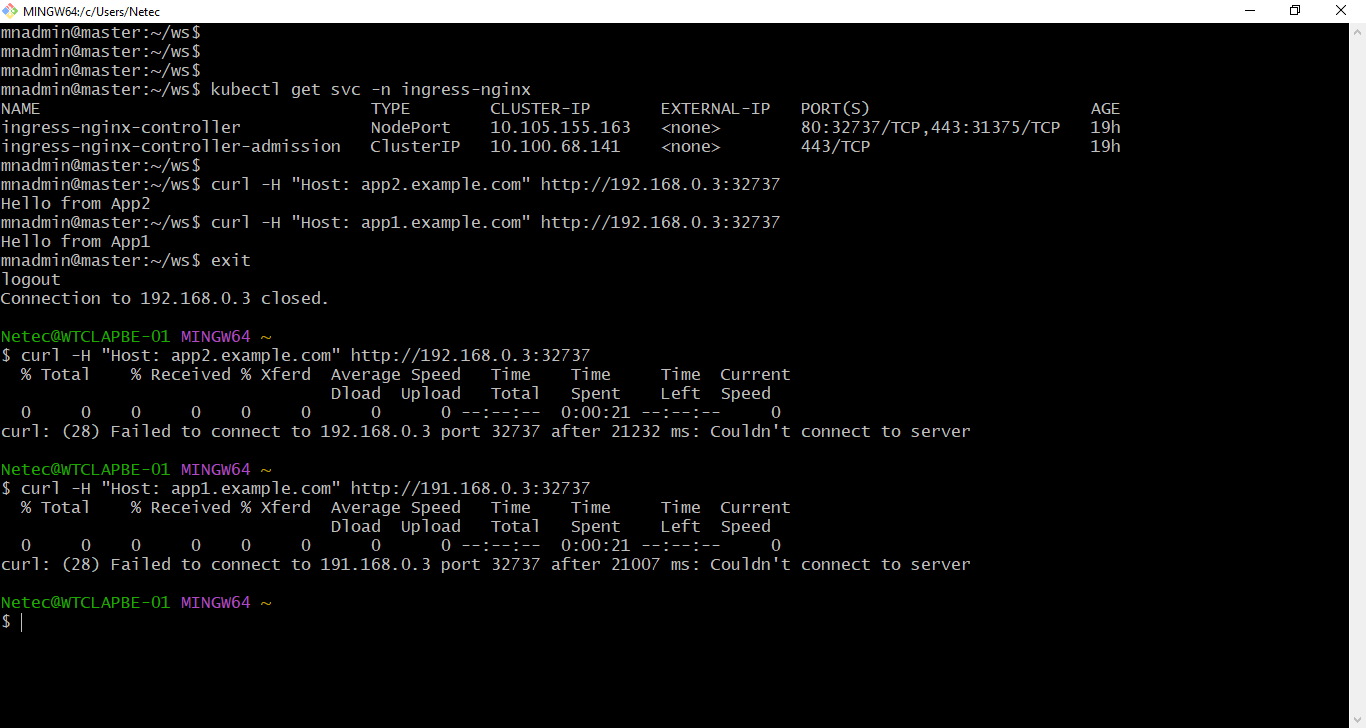 MINGW64:/c/Users/Netec
mnadmin@master:~/ws$
mnadmin@master:~/ws$
mnadmin@master:~/ws$
mnadmin@master:~/ws$ kubectl get svc -n ingress-nginx
NAME                                 TYPE        CLUSTER-IP       EXTERNAL-IP   PORT(S)                      AGE
ingress-nginx-controller             NodePort    10.105.155.163   <none>        80:32737/TCP,443:31375/TCP   19h
ingress-nginx-controller-admission   ClusterIP   10.100.68.141    <none>        443/TCP                      19h
mnadmin@master:~/ws$
mnadmin@master:~/ws$ curl -H "Host: app2.example.com" http://192.168.0.3:32737
Hello from App2
mnadmin@master:~/ws$ curl -H "Host: app1.example.com" http://192.168.0.3:32737
Hello from App1
mnadmin@master:~/ws$ exit
logout
Connection to 192.168.0.3 closed.
Netec@WTCLAPBE-01 MINGW64 ~
$ curl -H "Host: app2.example.com" http://192.168.0.3:32737
  % Total    % Received % Xferd  Average Speed   Time    Time     Time  Current
                                 Dload  Upload   Total   Spent    Left  Speed
  0     0    0     0    0     0      0      0 --:--:--  0:00:21 --:--:--     0
curl: (28) Failed to connect to 192.168.0.3 port 32737 after 21232 ms: Couldn't connect to server
Netec@WTCLAPBE-01 MINGW64 ~
$ curl -H "Host: app1.example.com" http://191.168.0.3:32737
  % Total    % Received % Xferd  Average Speed   Time    Time     Time  Current
                                 Dload  Upload   Total   Spent    Left  Speed
  0     0    0     0    0     0      0      0 --:--:--  0:00:21 --:--:--     0
curl: (28) Failed to connect to 191.168.0.3 port 32737 after 21007 ms: Couldn't connect to server
Netec@WTCLAPBE-01 MINGW64 ~
$